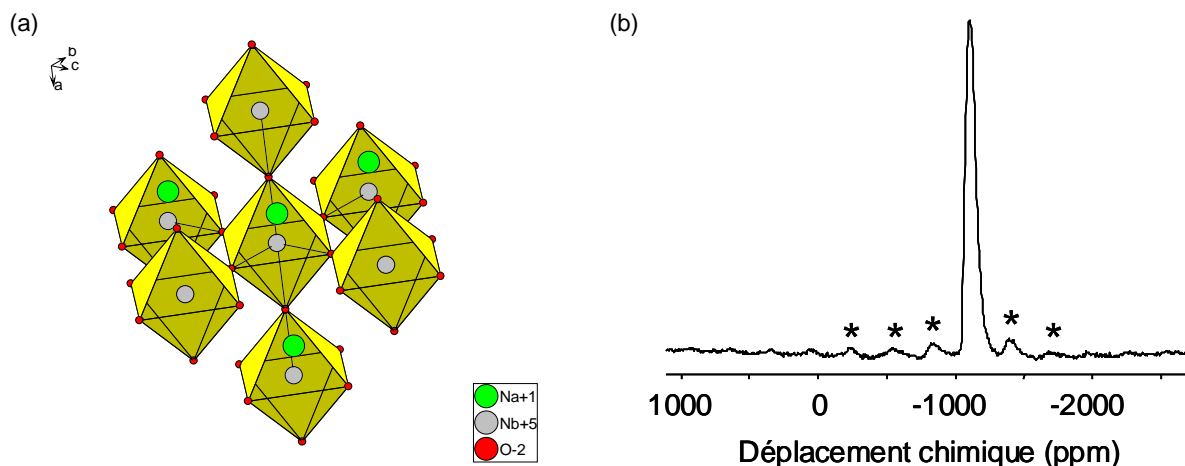 (a)
b
c
a
Na+1
Nb+5
O-2
(b)
* * * * *
1000 0 -1000 -2000
Déplacement chimique (ppm)